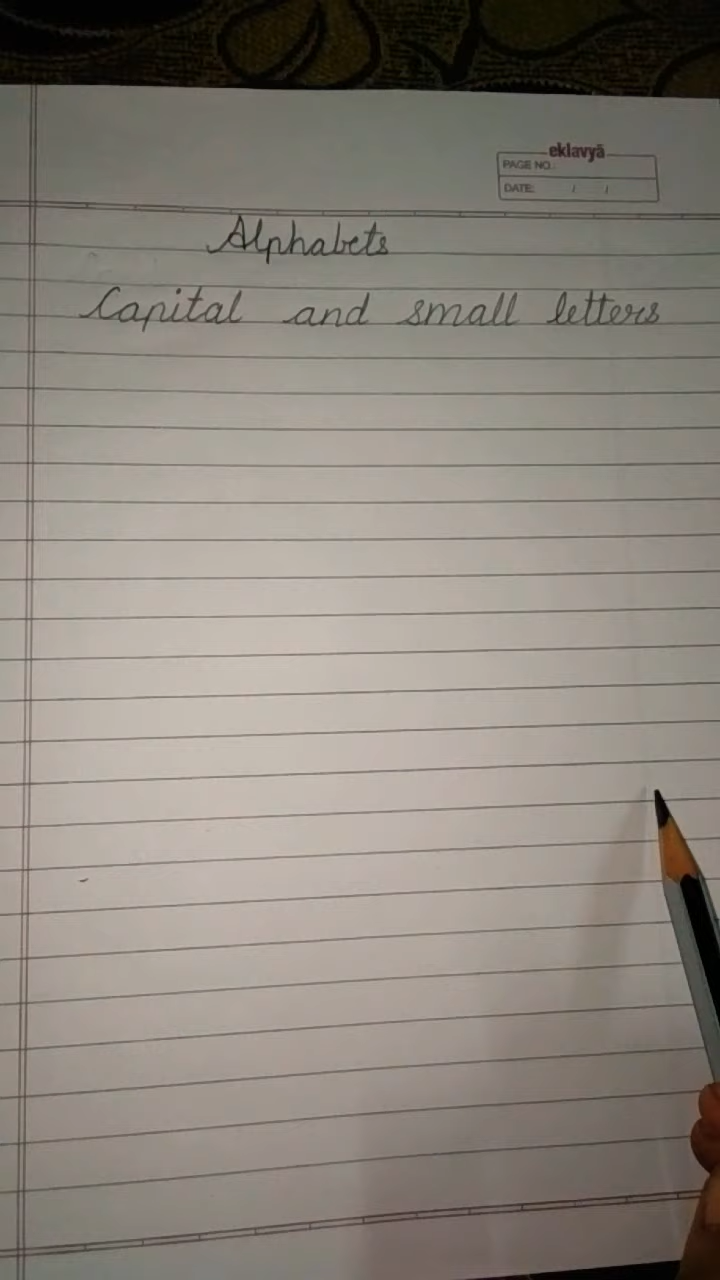 eklavyā
PAGE NO.:
DATE: / /
Alphabets
Capital and small letters